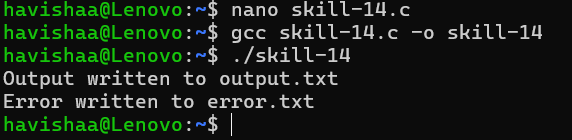 havishaa@Lenovo:~$ nano skill-14.c
havishaa@Lenovo:~$ gcc skill-14.c -o skill-14
havishaa@Lenovo:~$ ./skill-14
Output written to output.txt
Error written to error.txt
havishaa@Lenovo:~$